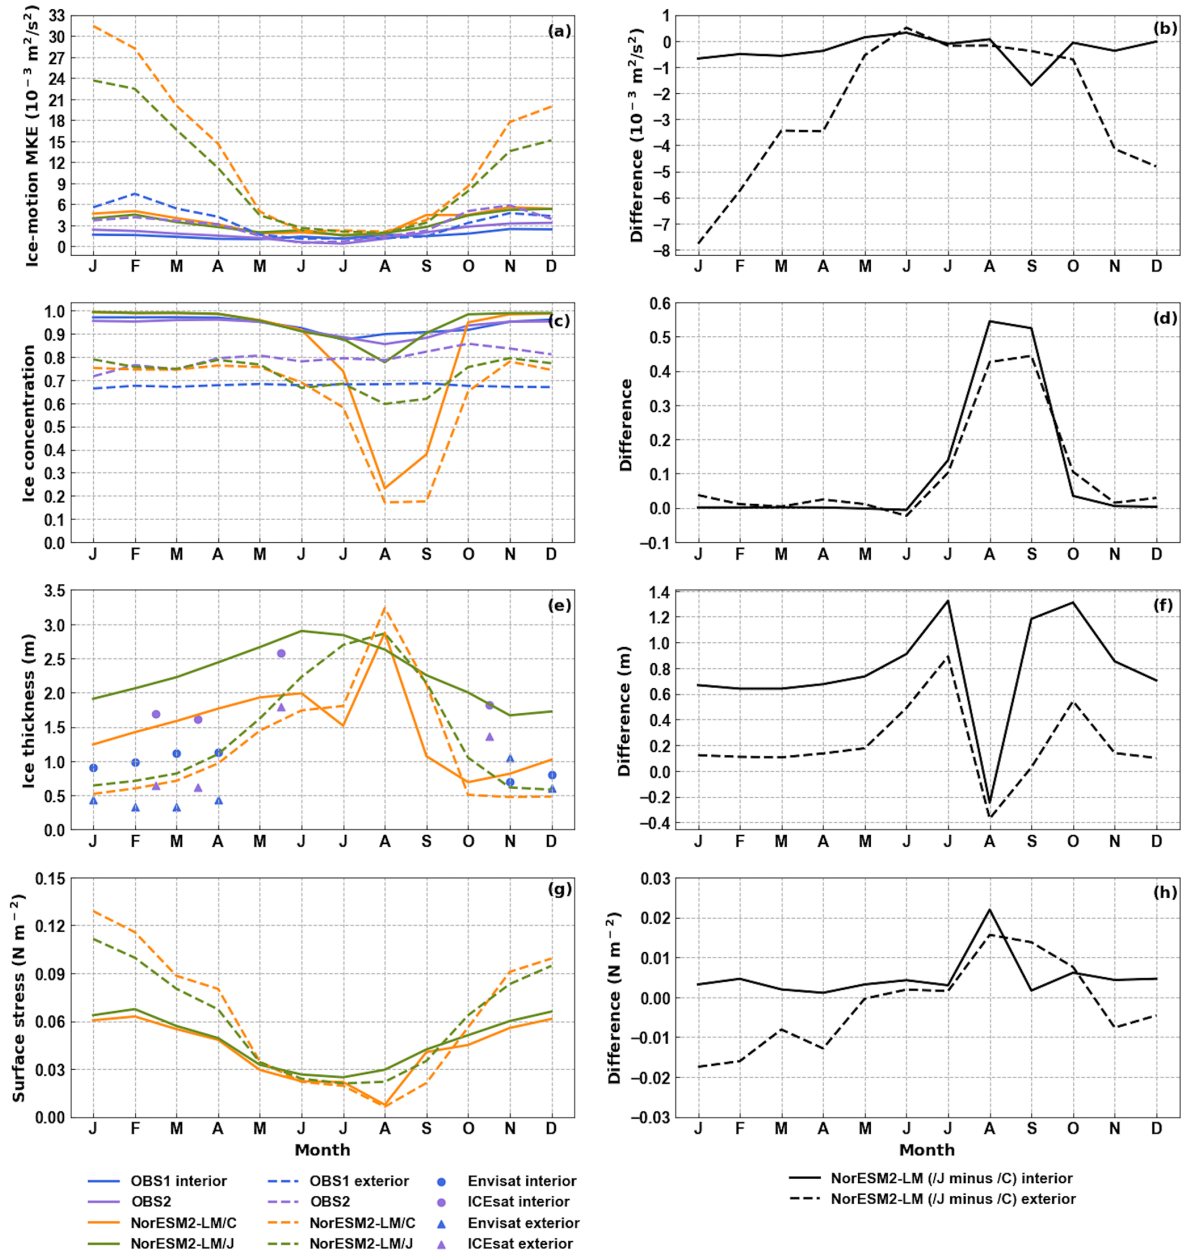 (a)
Ice-motion MKE (10⁻³ m²/s²)
33
30
27
24
21
18
15
12
9
6
3
0
J F M A M J J A S O N D
(b)
Difference (10⁻³ m²/s²)
1
0
−1
−2
−3
−4
−5
−6
−7
−8
J F M A M J J A S O N D
(c)
Ice concentration
1.0
0.9
0.8
0.7
0.6
0.5
0.4
0.3
0.2
0.1
0.0
J F M A M J J A S O N D
(d)
Difference
0.6
0.5
0.4
0.3
0.2
0.1
0.0
−0.1
J F M A M J J A S O N D
(e)
Ice thickness (m)
3.5
3.0
2.5
2.0
1.5
1.0
0.5
0.0
J F M A M J J A S O N D
(f)
Difference (m)
1.4
1.2
1.0
0.8
0.6
0.4
0.2
0.0
−0.2
−0.4
J F M A M J J A S O N D
(g)
Surface stress (N m⁻²)
0.15
0.12
0.09
0.06
0.03
0.00
J F M A M J J A S O N D
Month
(h)
Difference (N m⁻²)
0.03
0.02
0.01
0.00
−0.01
−0.02
−0.03
J F M A M J J A S O N D
Month
OBS1 interior
OBS2
NorESM2-LM/C
NorESM2-LM/J
OBS1 exterior
OBS2
NorESM2-LM/C
NorESM2-LM/J
Envisat interior
ICEsat interior
Envisat exterior
ICEsat exterior
NorESM2-LM (/J minus /C) interior
NorESM2-LM (/J minus /C) exterior